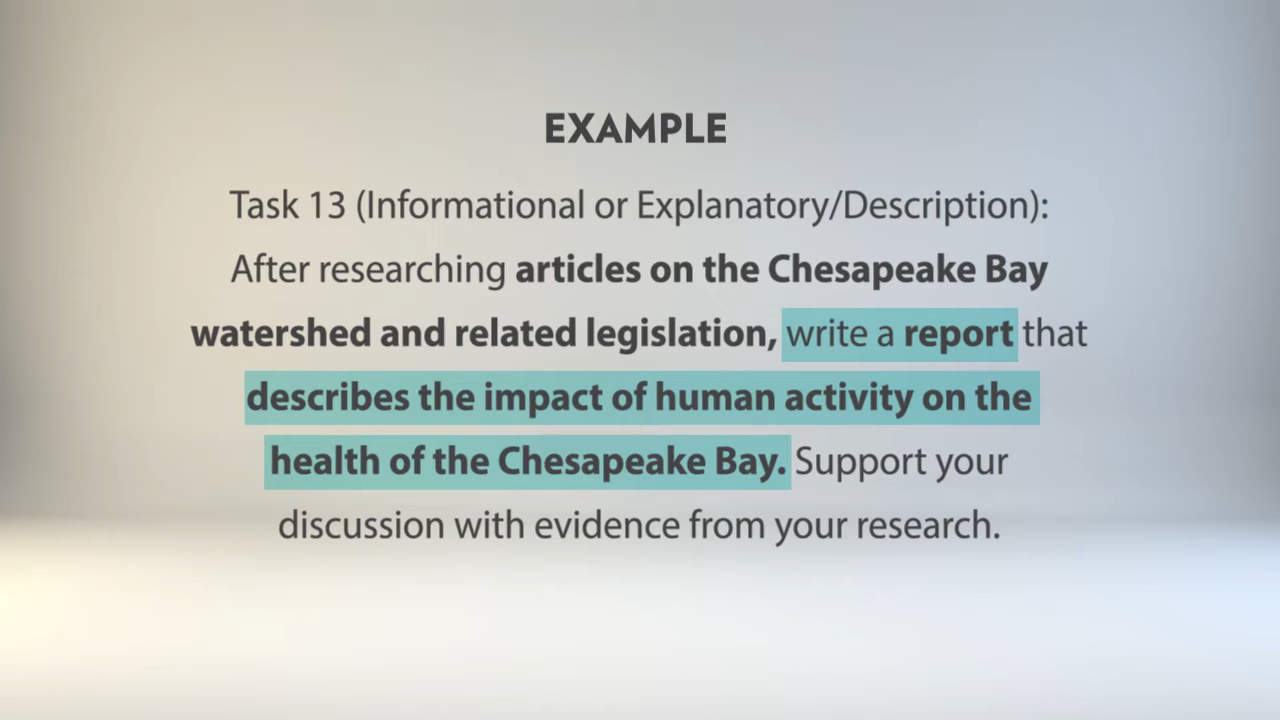 EXAMPLE
Task 13 (Informational or Explanatory/Description):
After researching articles on the Chesapeake Bay
watershed and related legislation, write a report that
describes the impact of human activity on the
health of the Chesapeake Bay. Support your
discussion with evidence from your research.